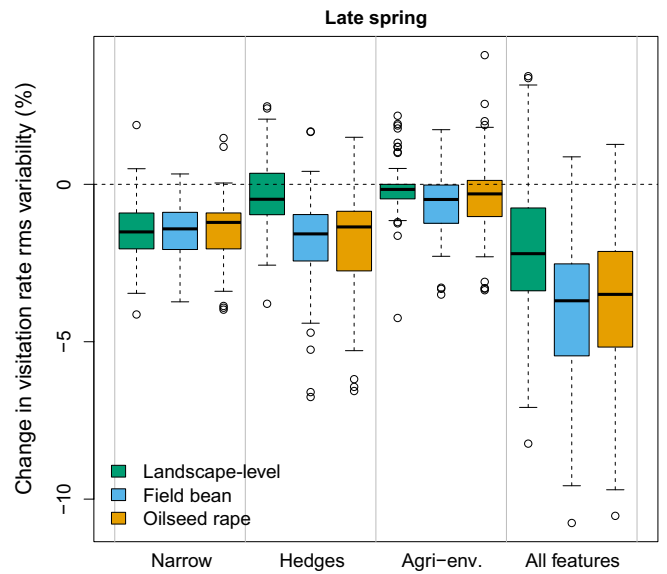 Late spring
Change in visitation rate rms variability (%)
0
−5
−10
Landscape−level
Field bean
Oilseed rape
Narrow
Hedges
Agri−env.
All features